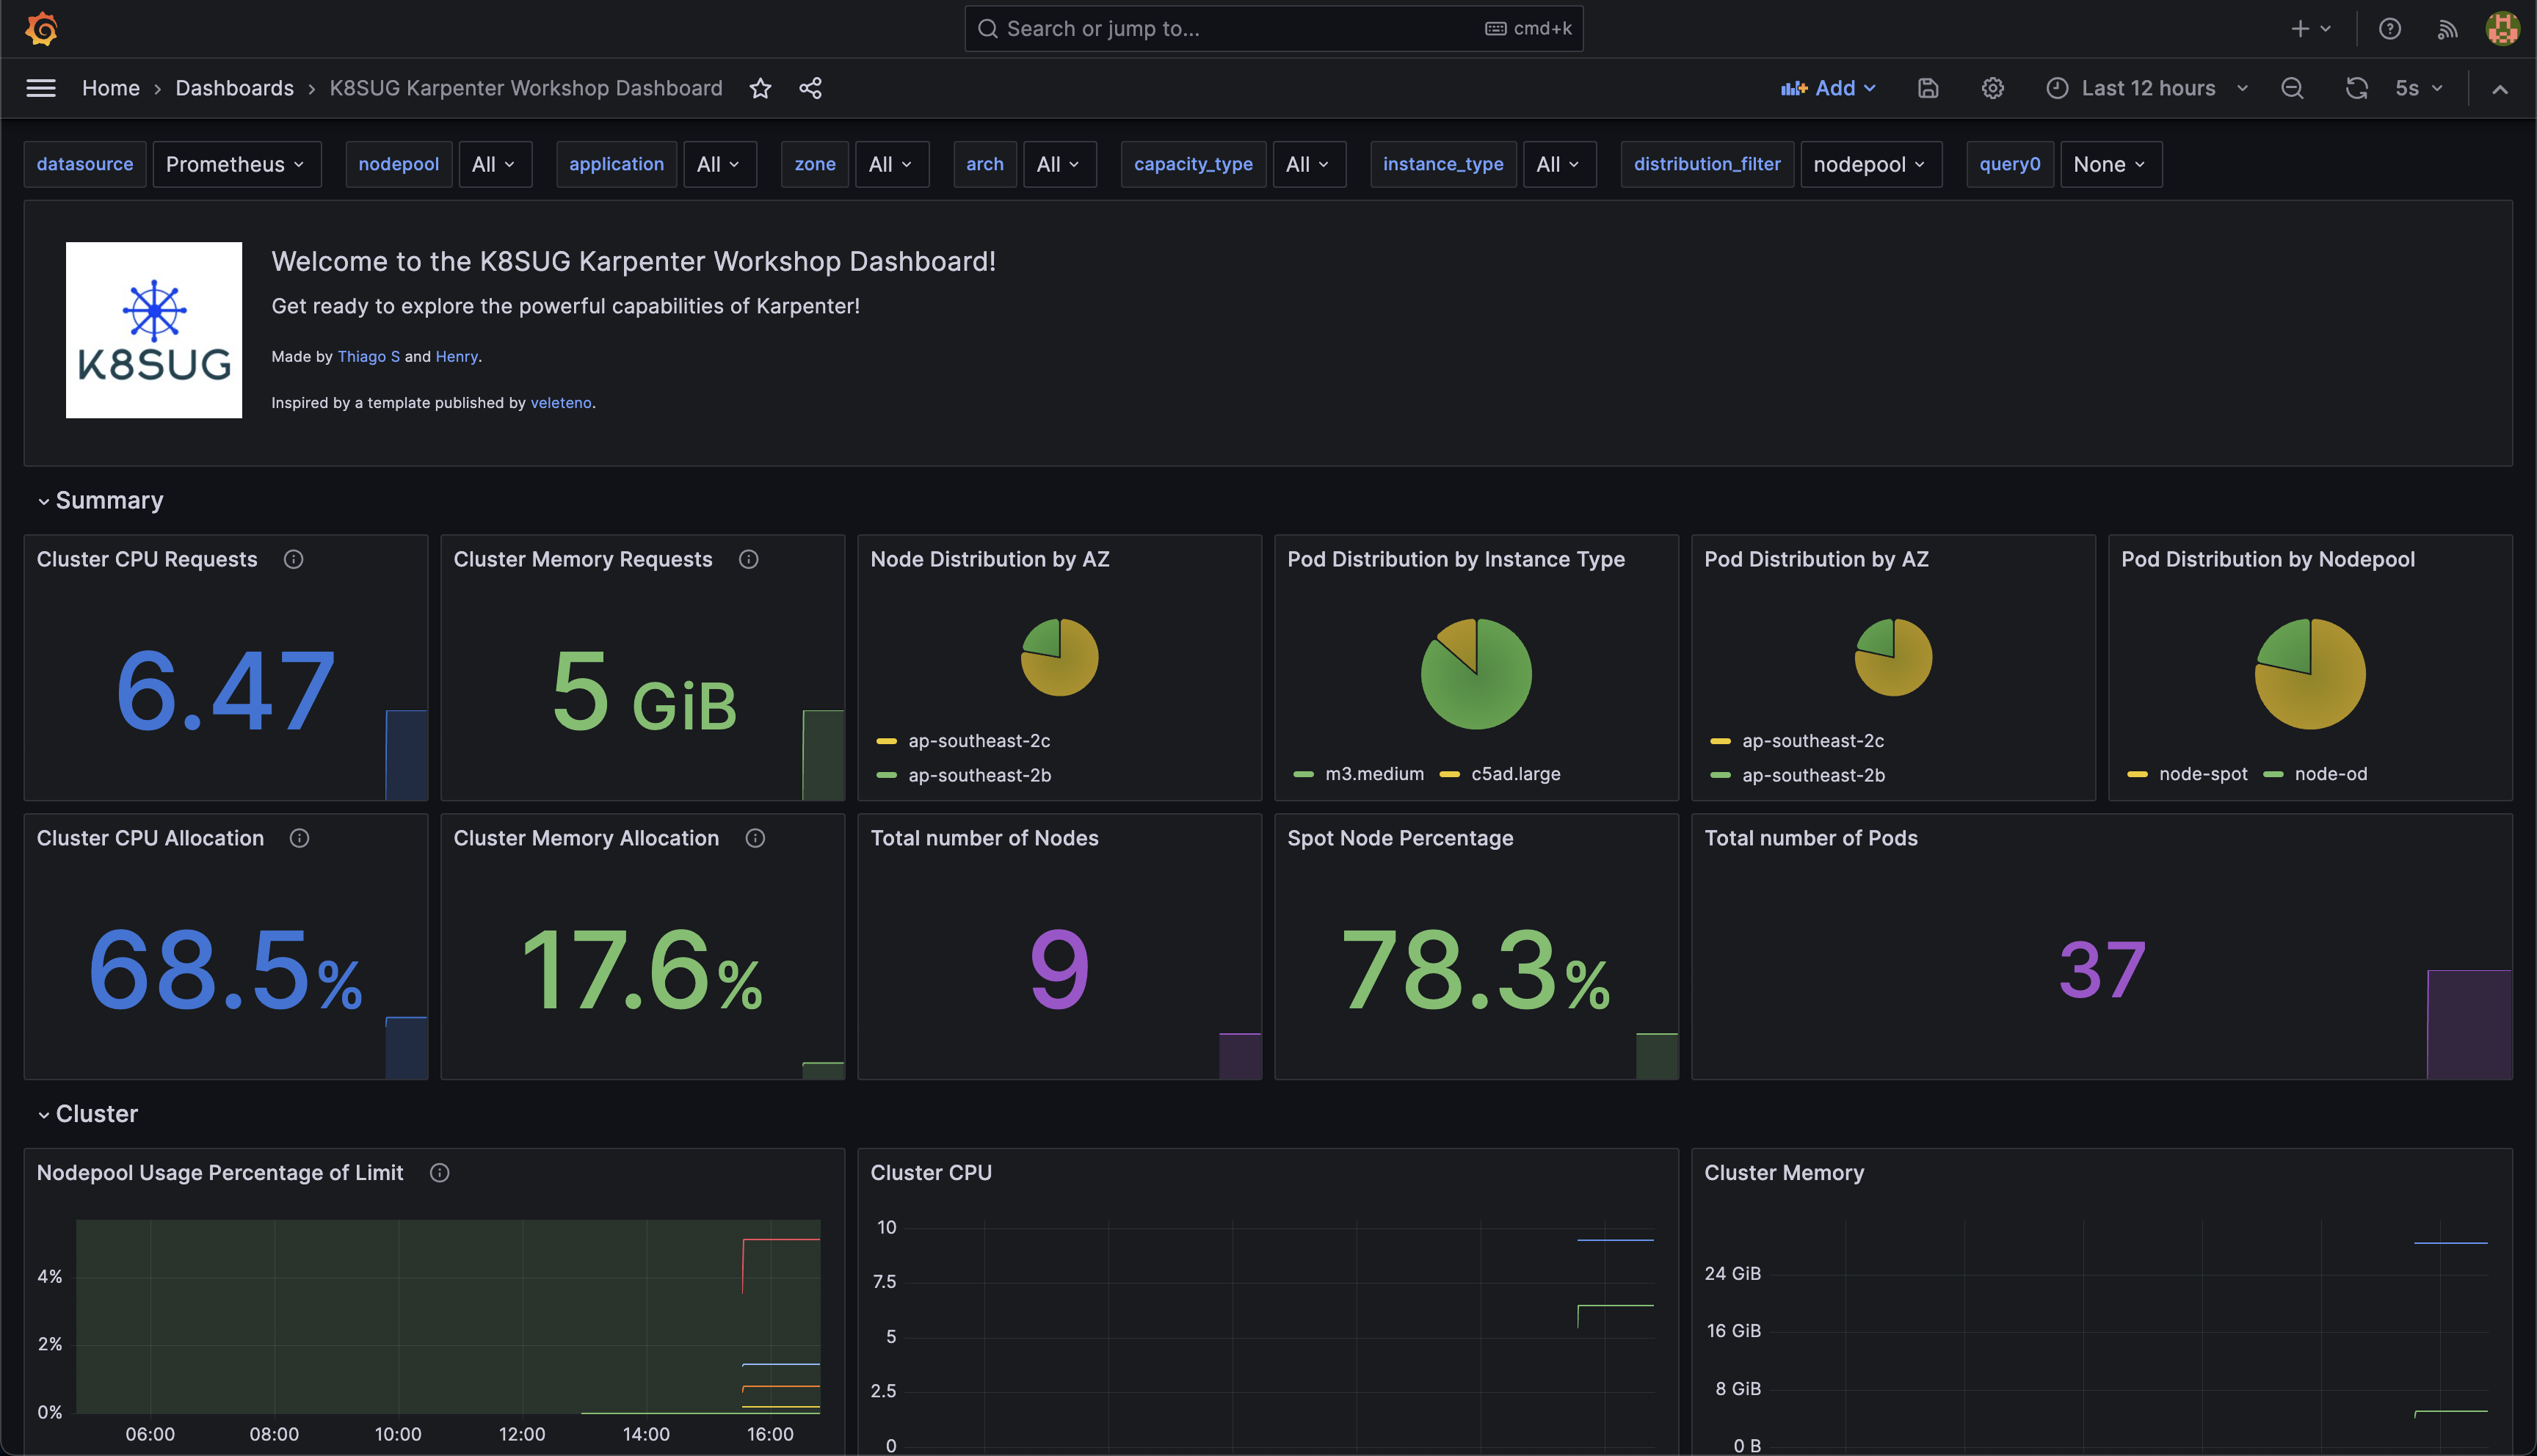 Search or jump to... cmd+k
Home › Dashboards › K8SUG Karpenter Workshop Dashboard Add Last 12 hours 5s
datasource Prometheus nodepool All application All zone All arch All capacity_type All instance_type All distribution_filter nodepool query0 None
K8SUG
Welcome to the K8SUG Karpenter Workshop Dashboard!
Get ready to explore the powerful capabilities of Karpenter!
Made by Thiago S and Henry.
Inspired by a template published by veleteno.
Summary
Cluster CPU Requests
6.47
Cluster Memory Requests
5 GiB
Node Distribution by AZ
ap-southeast-2c
ap-southeast-2b
Pod Distribution by Instance Type
m3.medium c5ad.large
Pod Distribution by AZ
ap-southeast-2c
ap-southeast-2b
Pod Distribution by Nodepool
node-spot node-od
Cluster CPU Allocation
68.5%
Cluster Memory Allocation
17.6%
Total number of Nodes
9
Spot Node Percentage
78.3%
Total number of Pods
37
Cluster
Nodepool Usage Percentage of Limit
4%
2%
0%
06:00 08:00 10:00 12:00 14:00 16:00
Cluster CPU
10
7.5
5
2.5
0
Cluster Memory
24 GiB
16 GiB
8 GiB
0 B